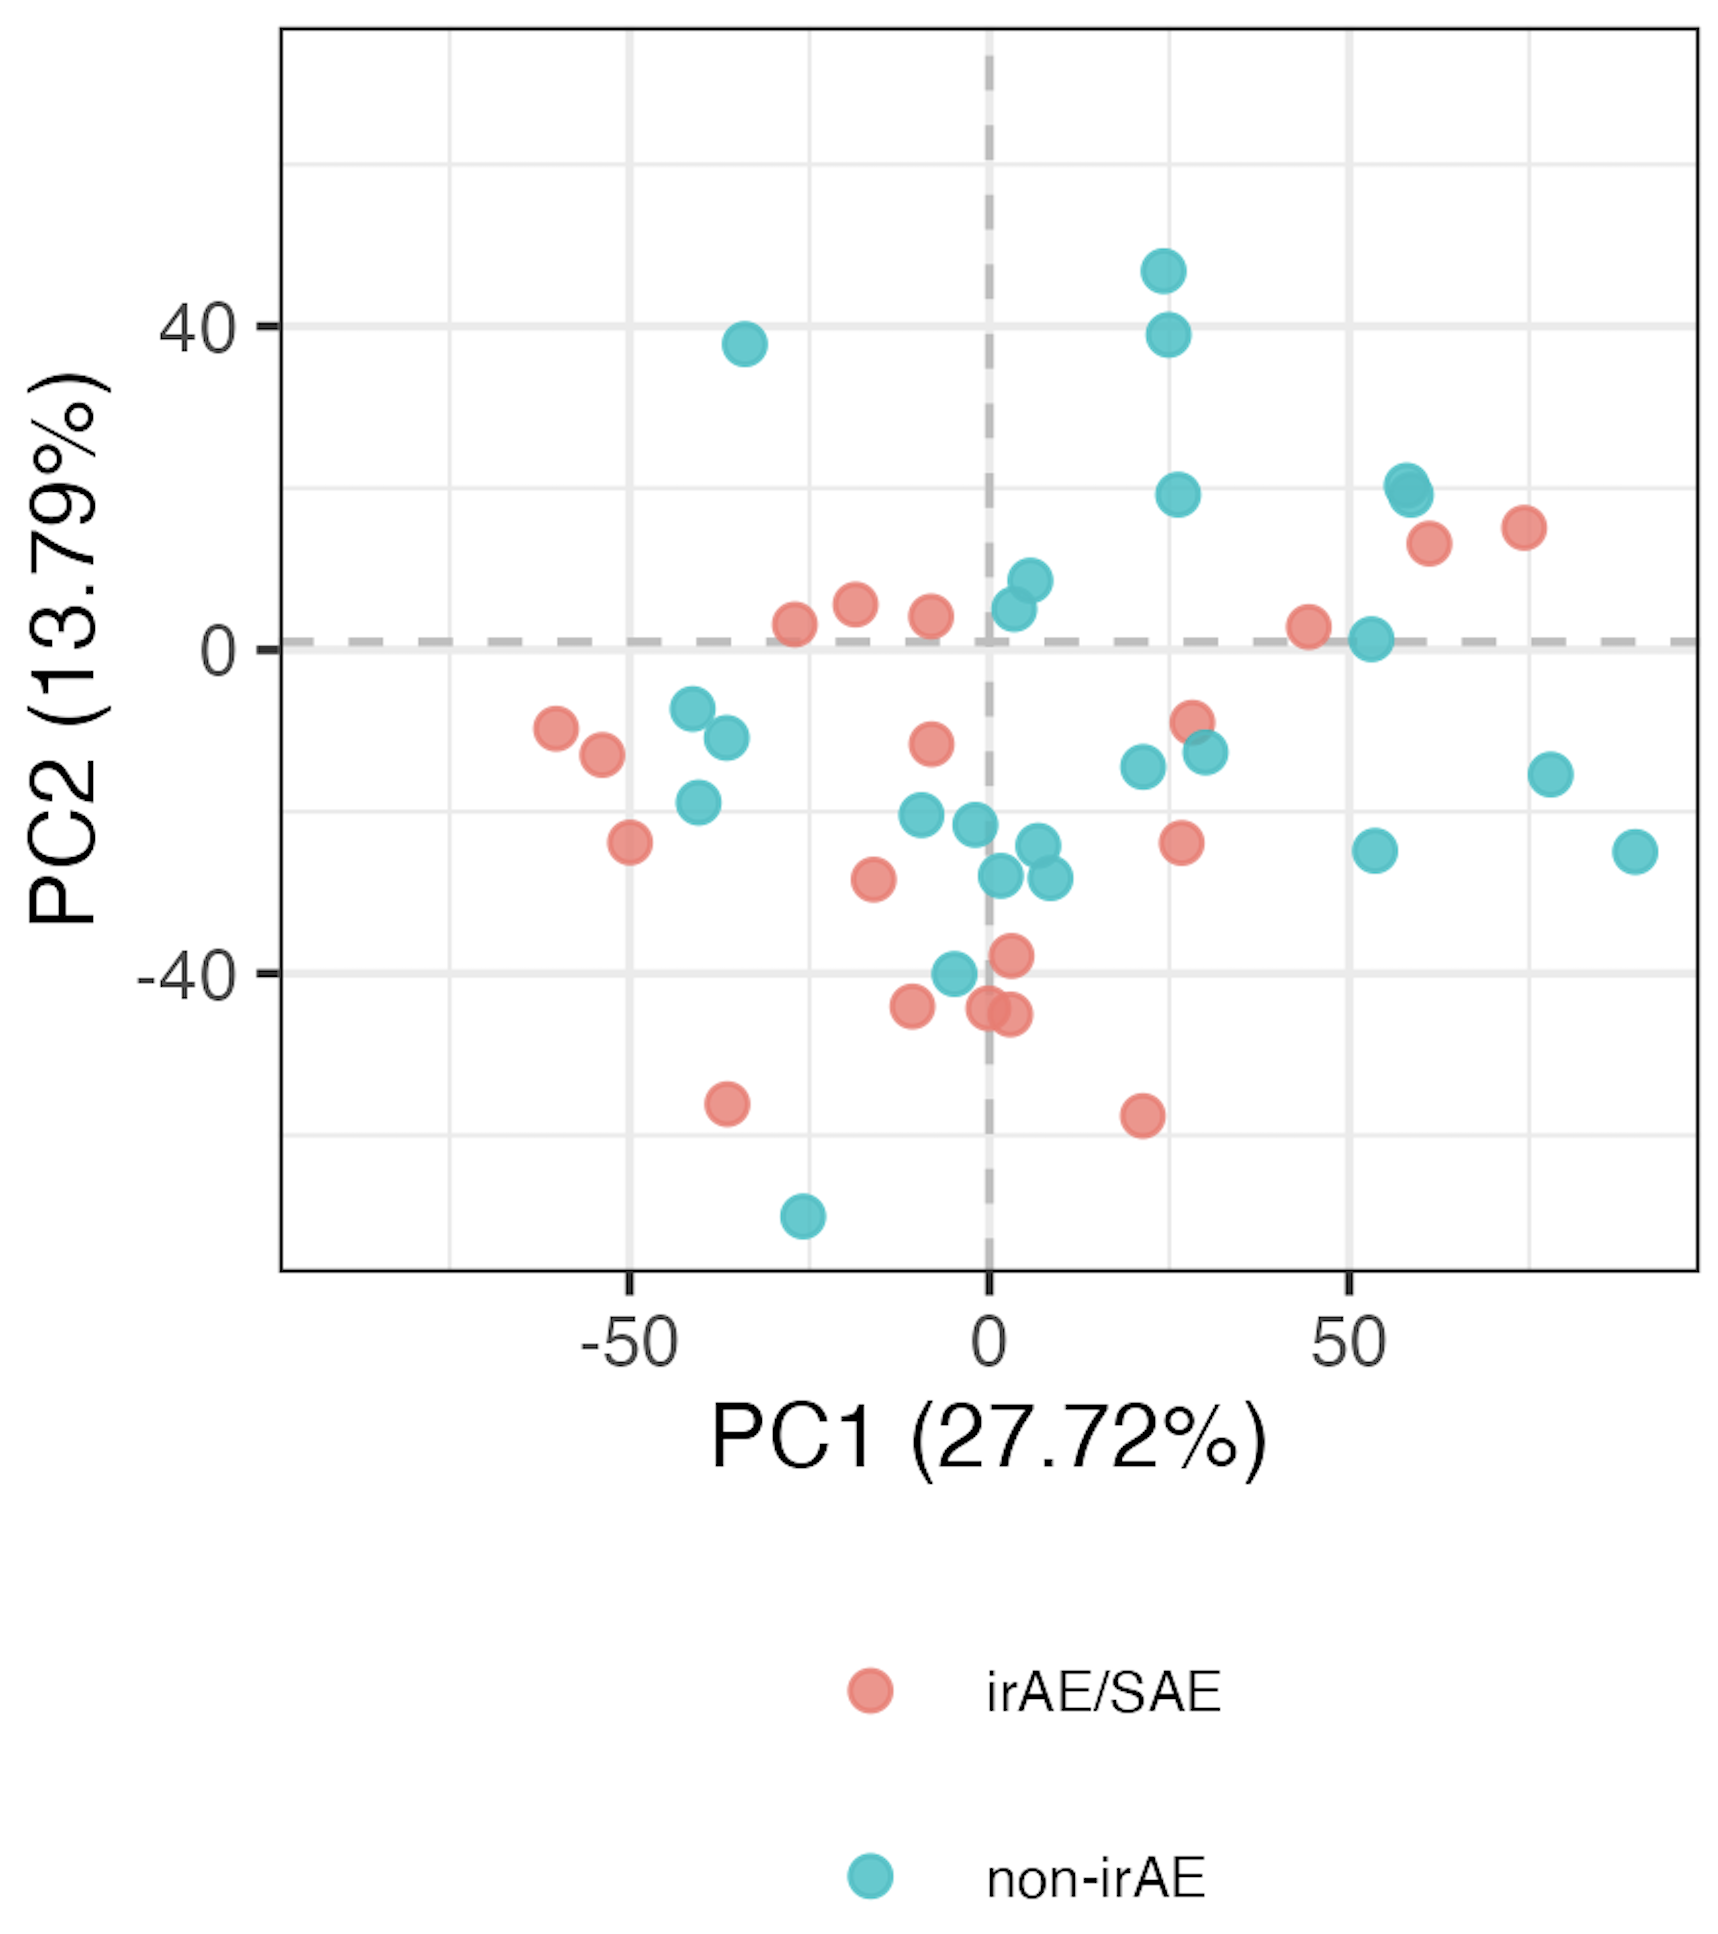 PC2 (13.79%)
40
0
-40
-50 0 50
PC1 (27.72%)
irAE/SAE
non-irAE